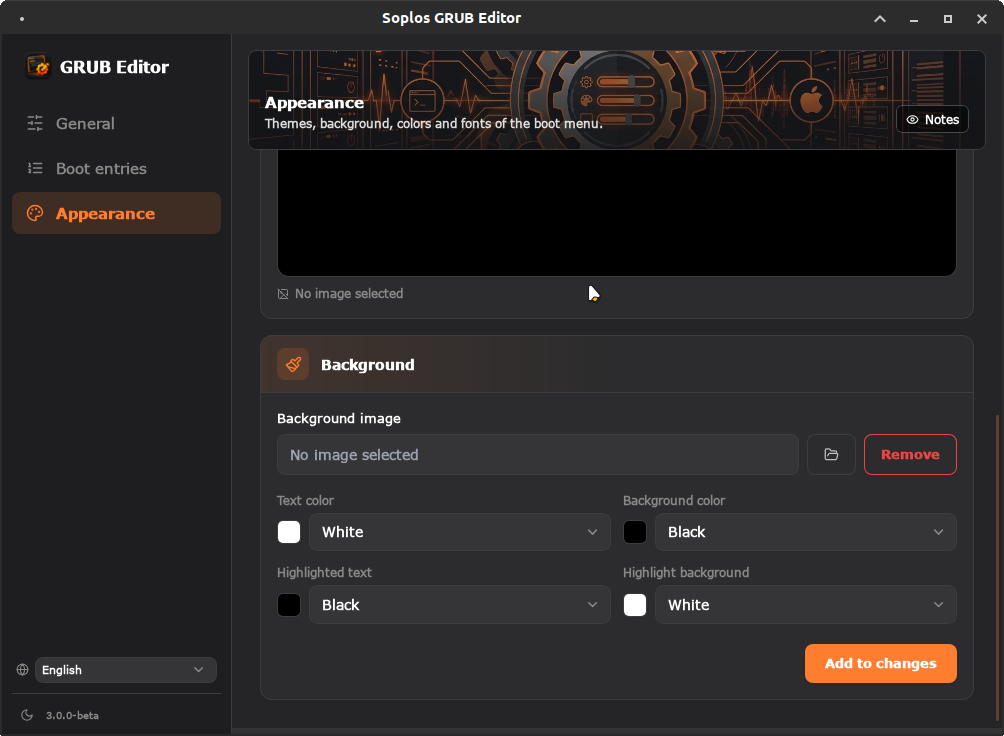 Soplos GRUB Editor
GRUB Editor
General
Boot entries
Appearance
Appearance
Themes, background, colors and fonts of the boot menu.
Notes
No image selected
Background
Background image
No image selected
Remove
Text color
Background color
White
Black
Highlighted text
Highlight background
Black
White
Add to changes
English
3.0.0-beta